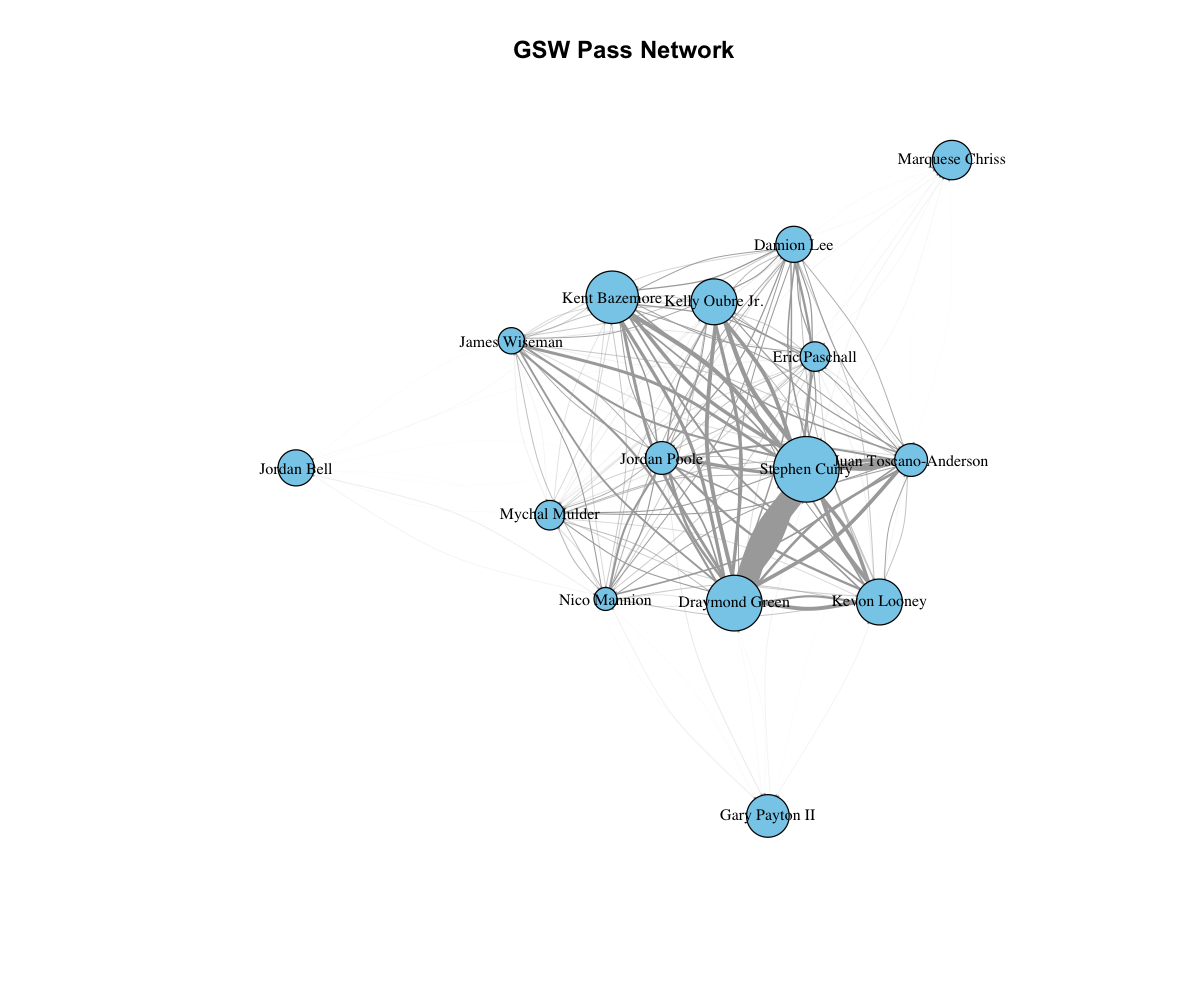 GSW Pass Network
Marquese Chriss
Damion Lee
Kent Bazemore
Kelly Oubre Jr.
James Wiseman
Eric Paschall
Jordan Poole
Stephen Curry
Juan Toscano-Anderson
Jordan Bell
Mychal Mulder
Nico Mannion
Draymond Green
Kevon Looney
Gary Payton II